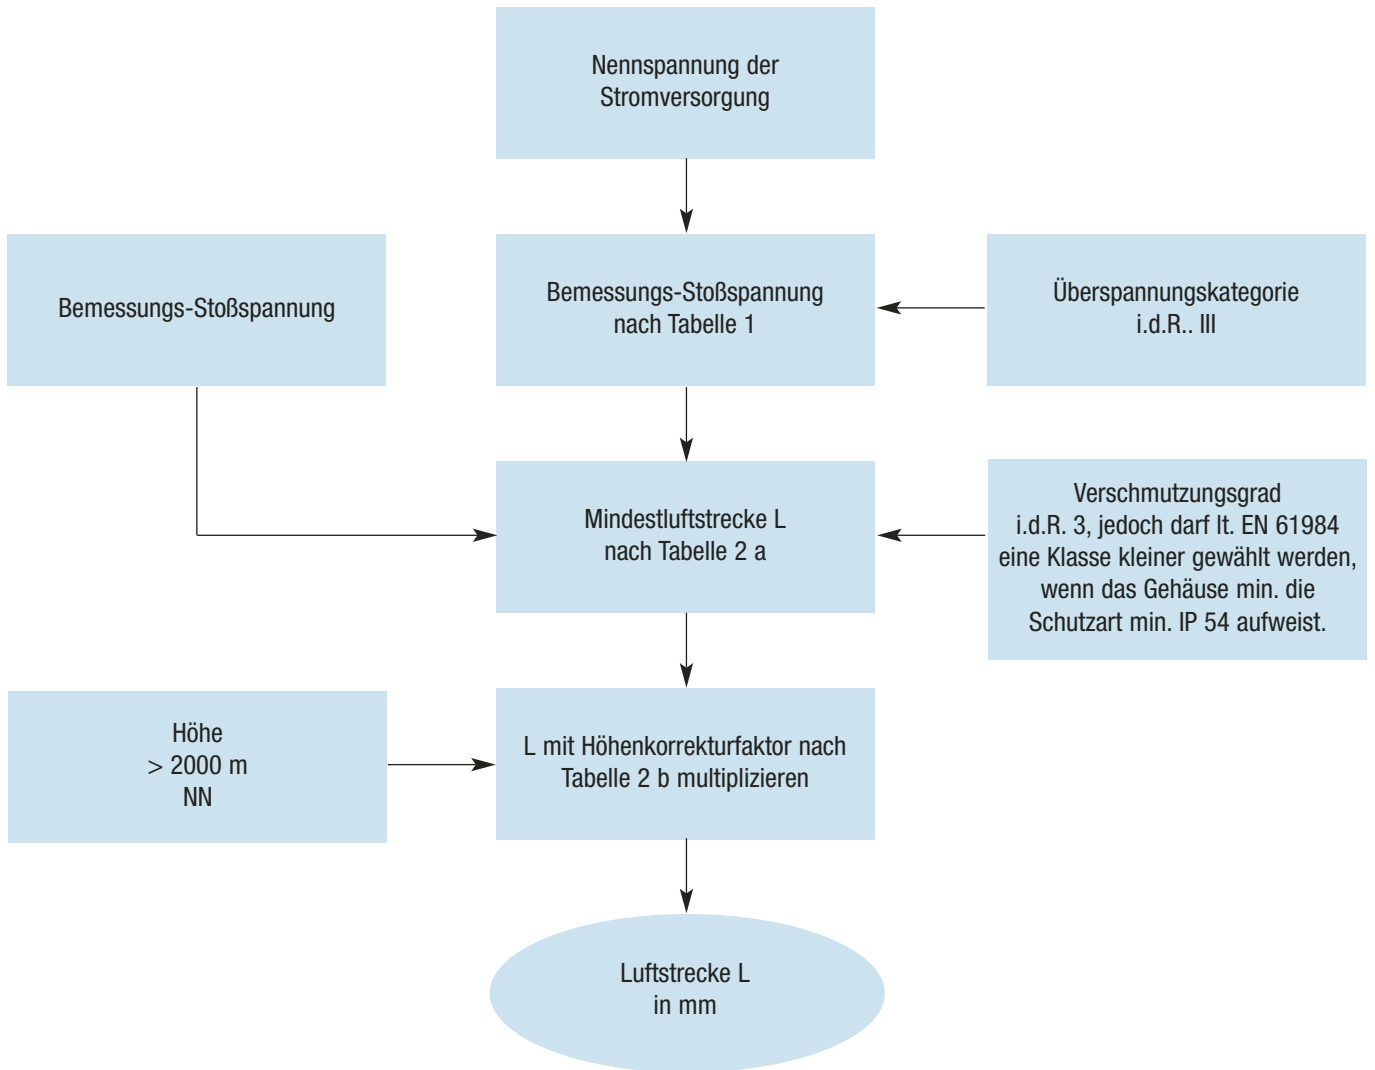 Nennspannung der
Stromversorgung
Bemessungs-Stoßspannung
Bemessungs-Stoßspannung
nach Tabelle 1
Überspannungskategorie
i.d.R.. III
Mindestluftstrecke L
nach Tabelle 2 a
Verschmutzungsgrad
i.d.R. 3, jedoch darf lt. EN 61984
eine Klasse kleiner gewählt werden,
wenn das Gehäuse min. die
Schutzart min. IP 54 aufweist.
Höhe
> 2000 m
NN
L mit Höhenkorrekturfaktor nach
Tabelle 2 b multiplizieren
Luftstrecke L
in mm